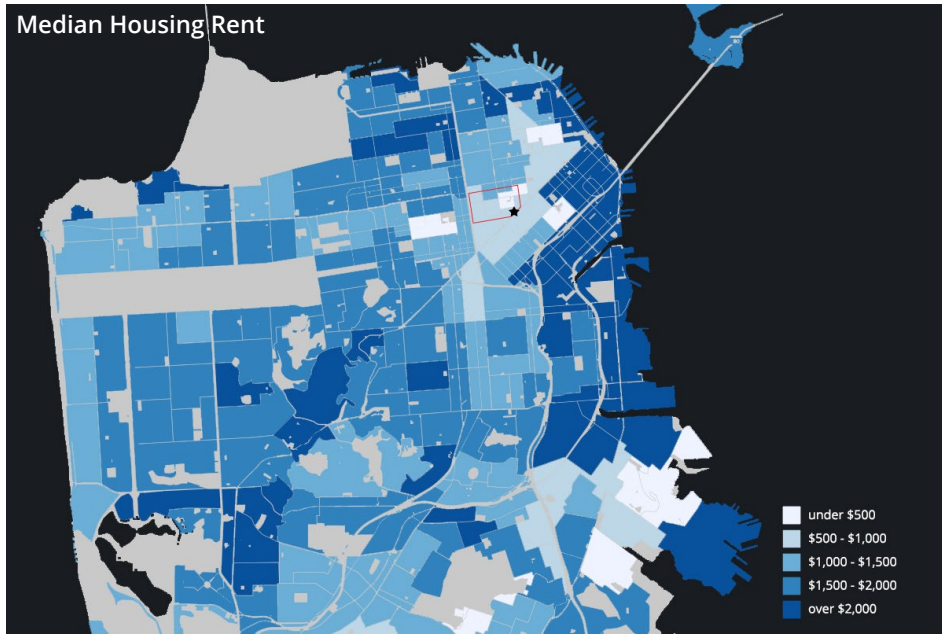 Median Housing Rent
under $500
$500 - $1,000
$1,000 - $1,500
$1,500 - $2,000
over $2,000